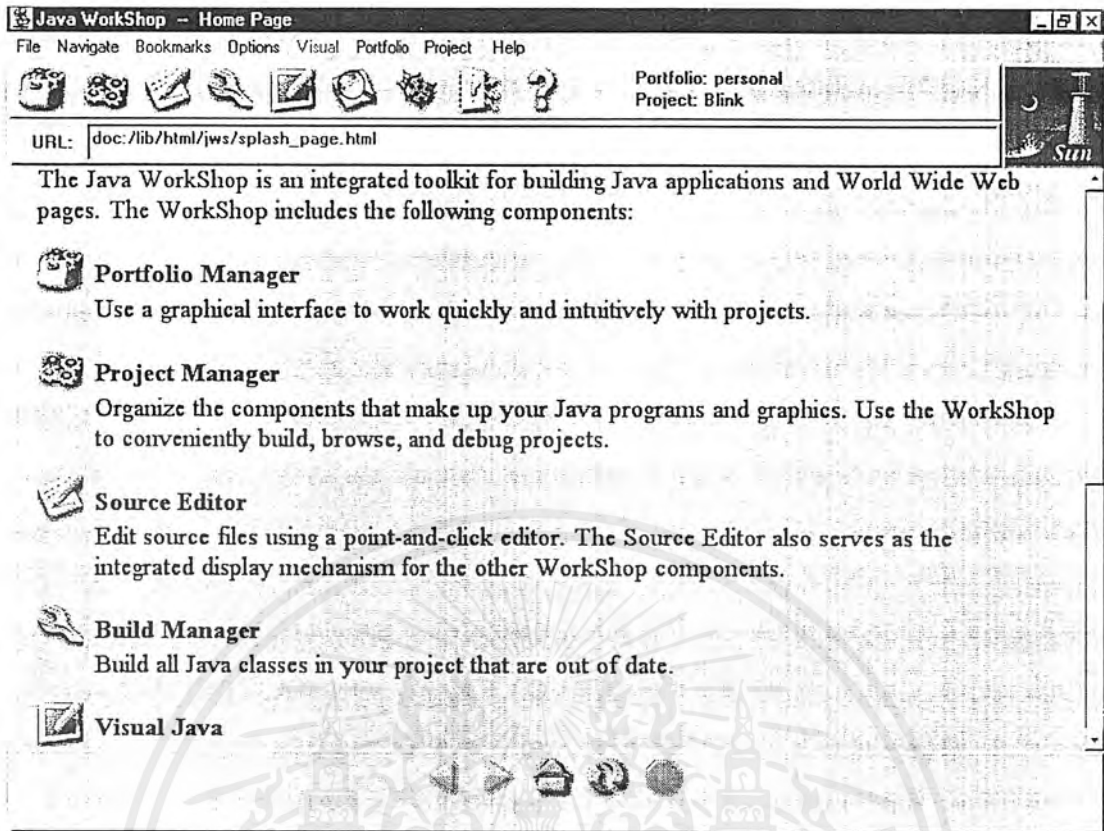 Java WorkShop -- Home Page
File Navigate Bookmarks Options Visual Portfolio Project Help
Portfolio: personal
Project: Blink
URL: doc:/lib/html/jws/splash_page.html
Sun
The Java WorkShop is an integrated toolkit for building Java applications and World Wide Web
pages. The WorkShop includes the following components:
Portfolio Manager
Use a graphical interface to work quickly and intuitively with projects.
Project Manager
Organize the components that make up your Java programs and graphics. Use the WorkShop
to conveniently build, browse, and debug projects.
Source Editor
Edit source files using a point-and-click editor. The Source Editor also serves as the
integrated display mechanism for the other WorkShop components.
Build Manager
Build all Java classes in your project that are out of date.
Visual Java